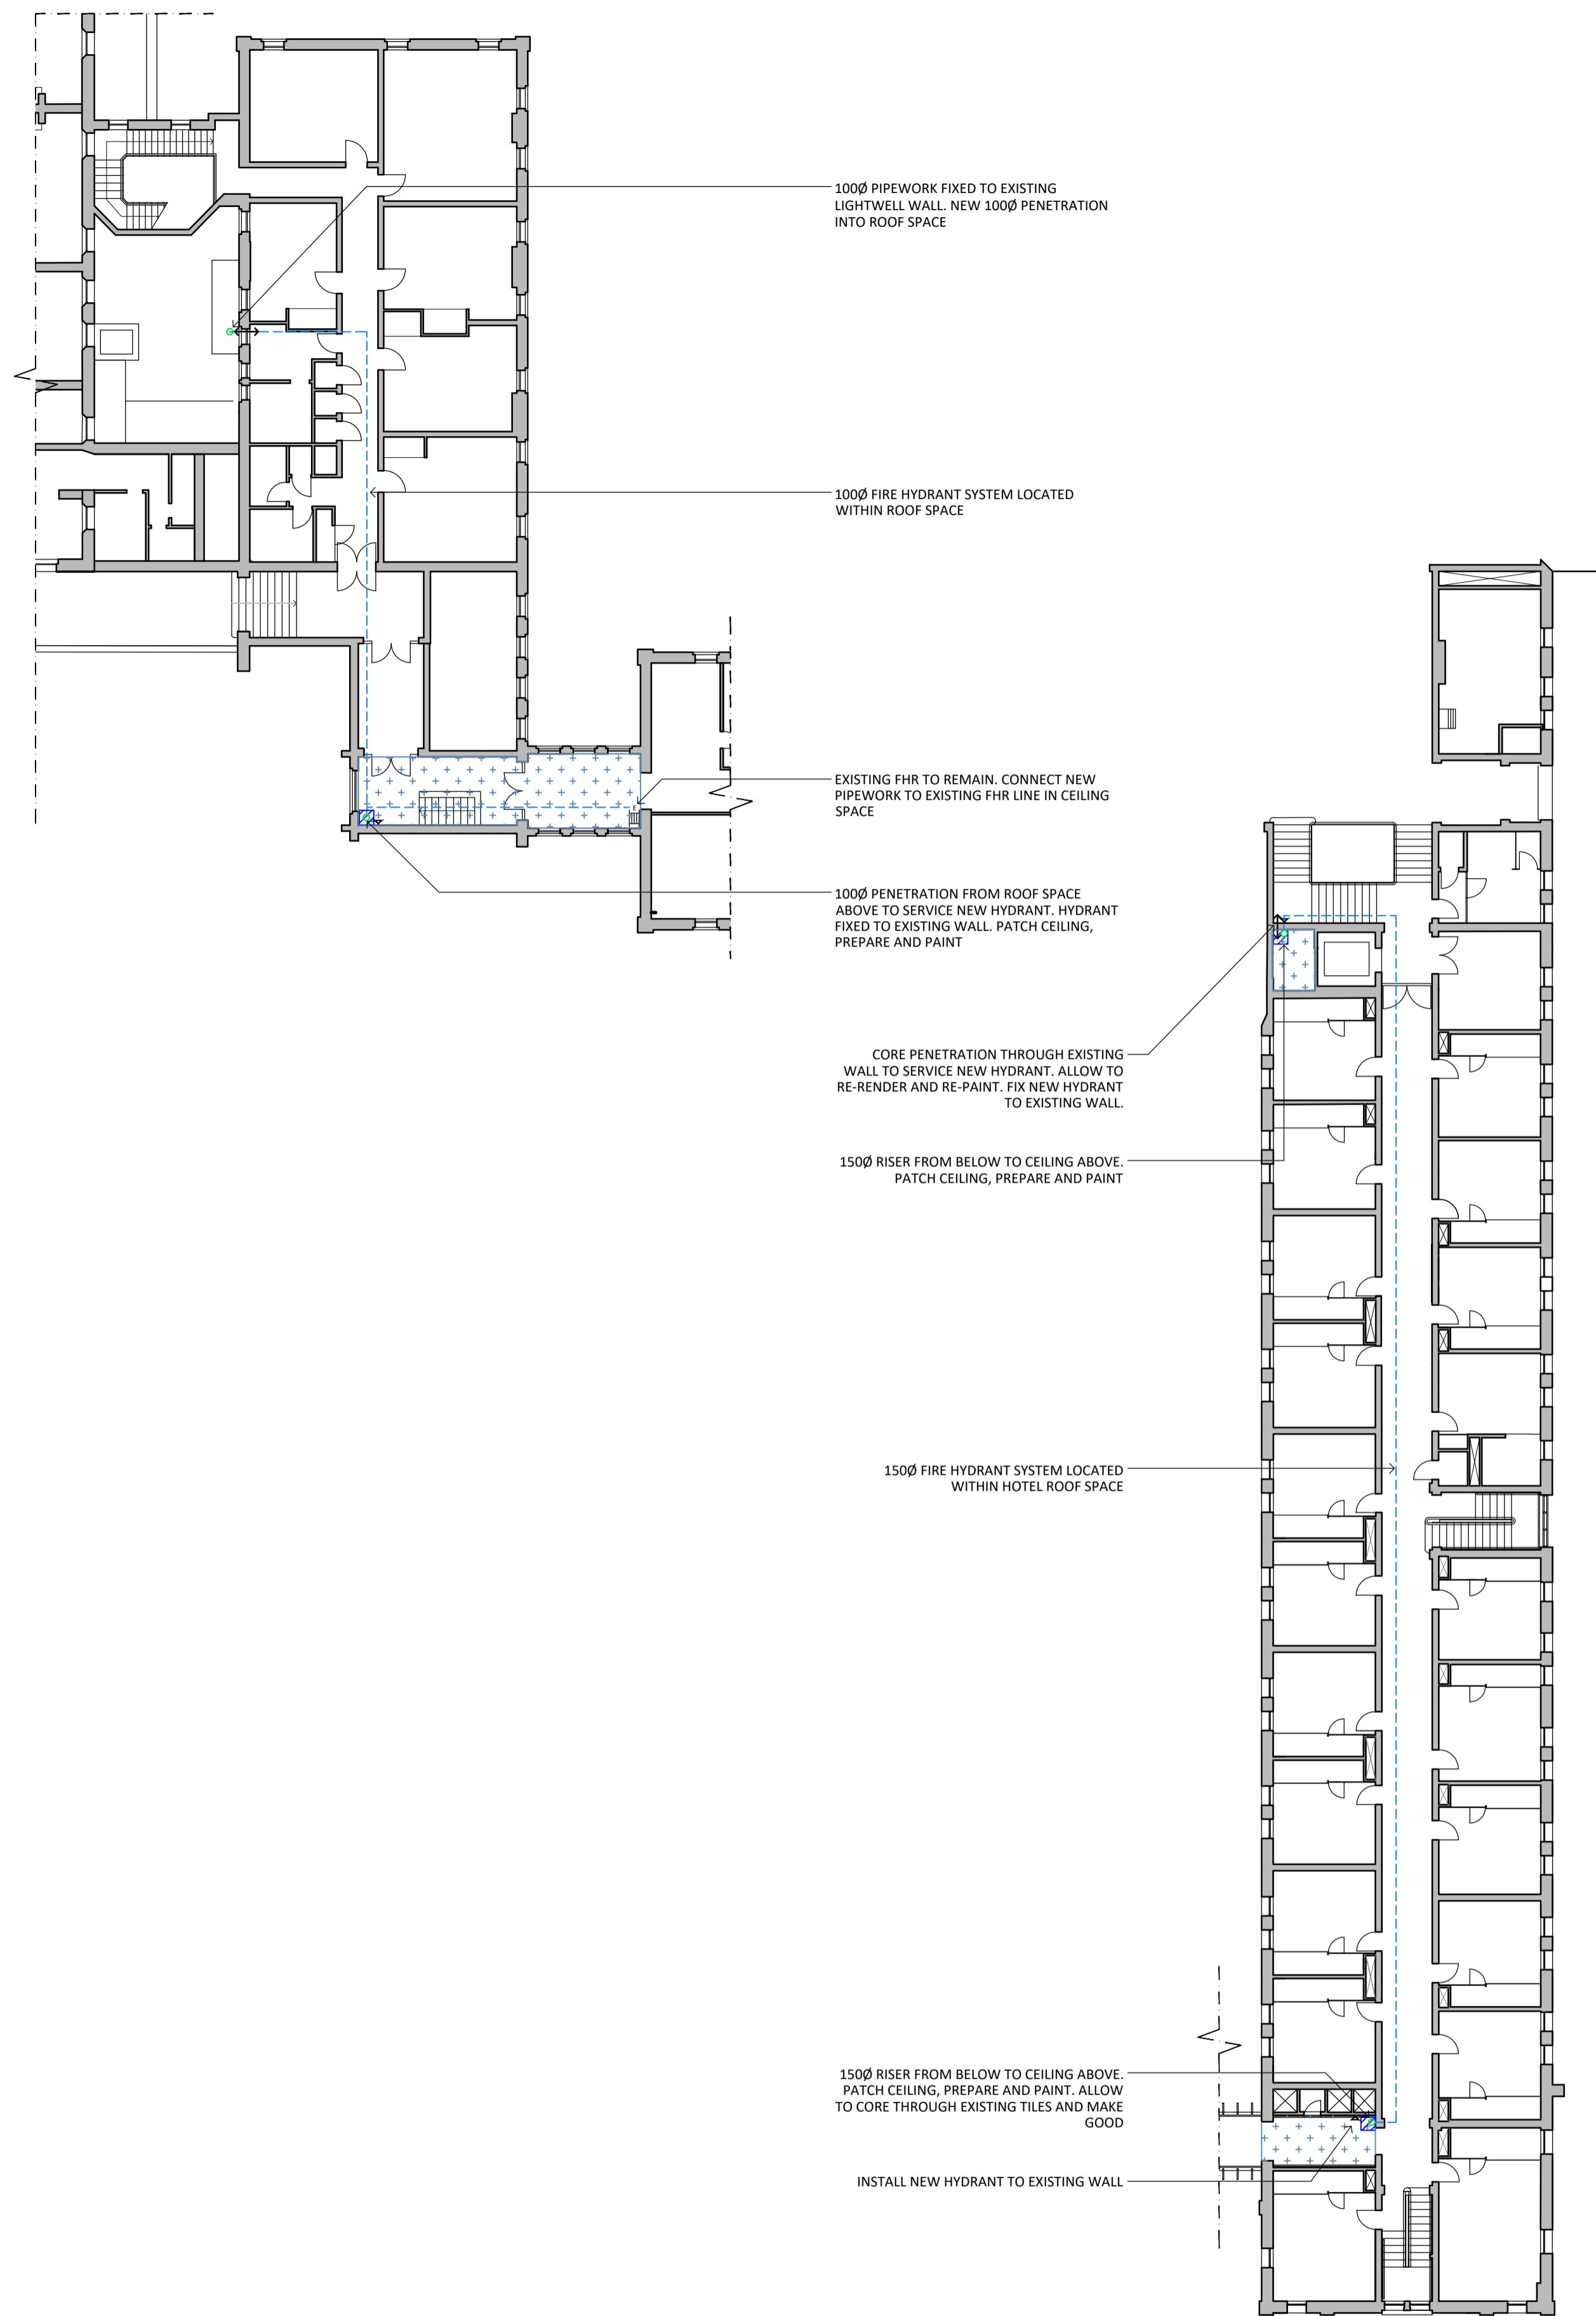 100Ø PIPEWORK FIXED TO EXISTING
LIGHTWELL WALL. NEW 100Ø PENETRATION
INTO ROOF SPACE
100Ø FIRE HYDRANT SYSTEM LOCATED
WITHIN ROOF SPACE
EXISTING FHR TO REMAIN. CONNECT NEW
PIPEWORK TO EXISTING FHR LINE IN CEILING
SPACE
E
100Ø PENETRATION FROM ROOF SPACE
ABOVE TO SERVICE NEW HYDRANT. HYDRANT
FIXED TO EXISTING WALL. PATCH CEILING,
PREPARE AND PAINT
CORE PENETRATION THROUGH EXISTING
WALL TO SERVICE NEW HYDRANT. ALLOW TO
RE-RENDER AND RE-PAINT. FIX NEW HYDRANT
TO EXISTING WALL.
150Ø RISER FROM BELOW TO CEILING ABOVE.
PATCH CEILING, PREPARE AND PAINT
150Ø FIRE HYDRANT SYSTEM LOCATED
WITHIN HOTEL ROOF SPACE
150Ø RISER FROM BELOW TO CEILING ABOVE.
PATCH CEILING, PREPARE AND PAINT. ALLOW
TO CORE THROUGH EXISTING TILES AND MAKE
GOOD
INSTALL NEW HYDRANT TO EXISTING WALL